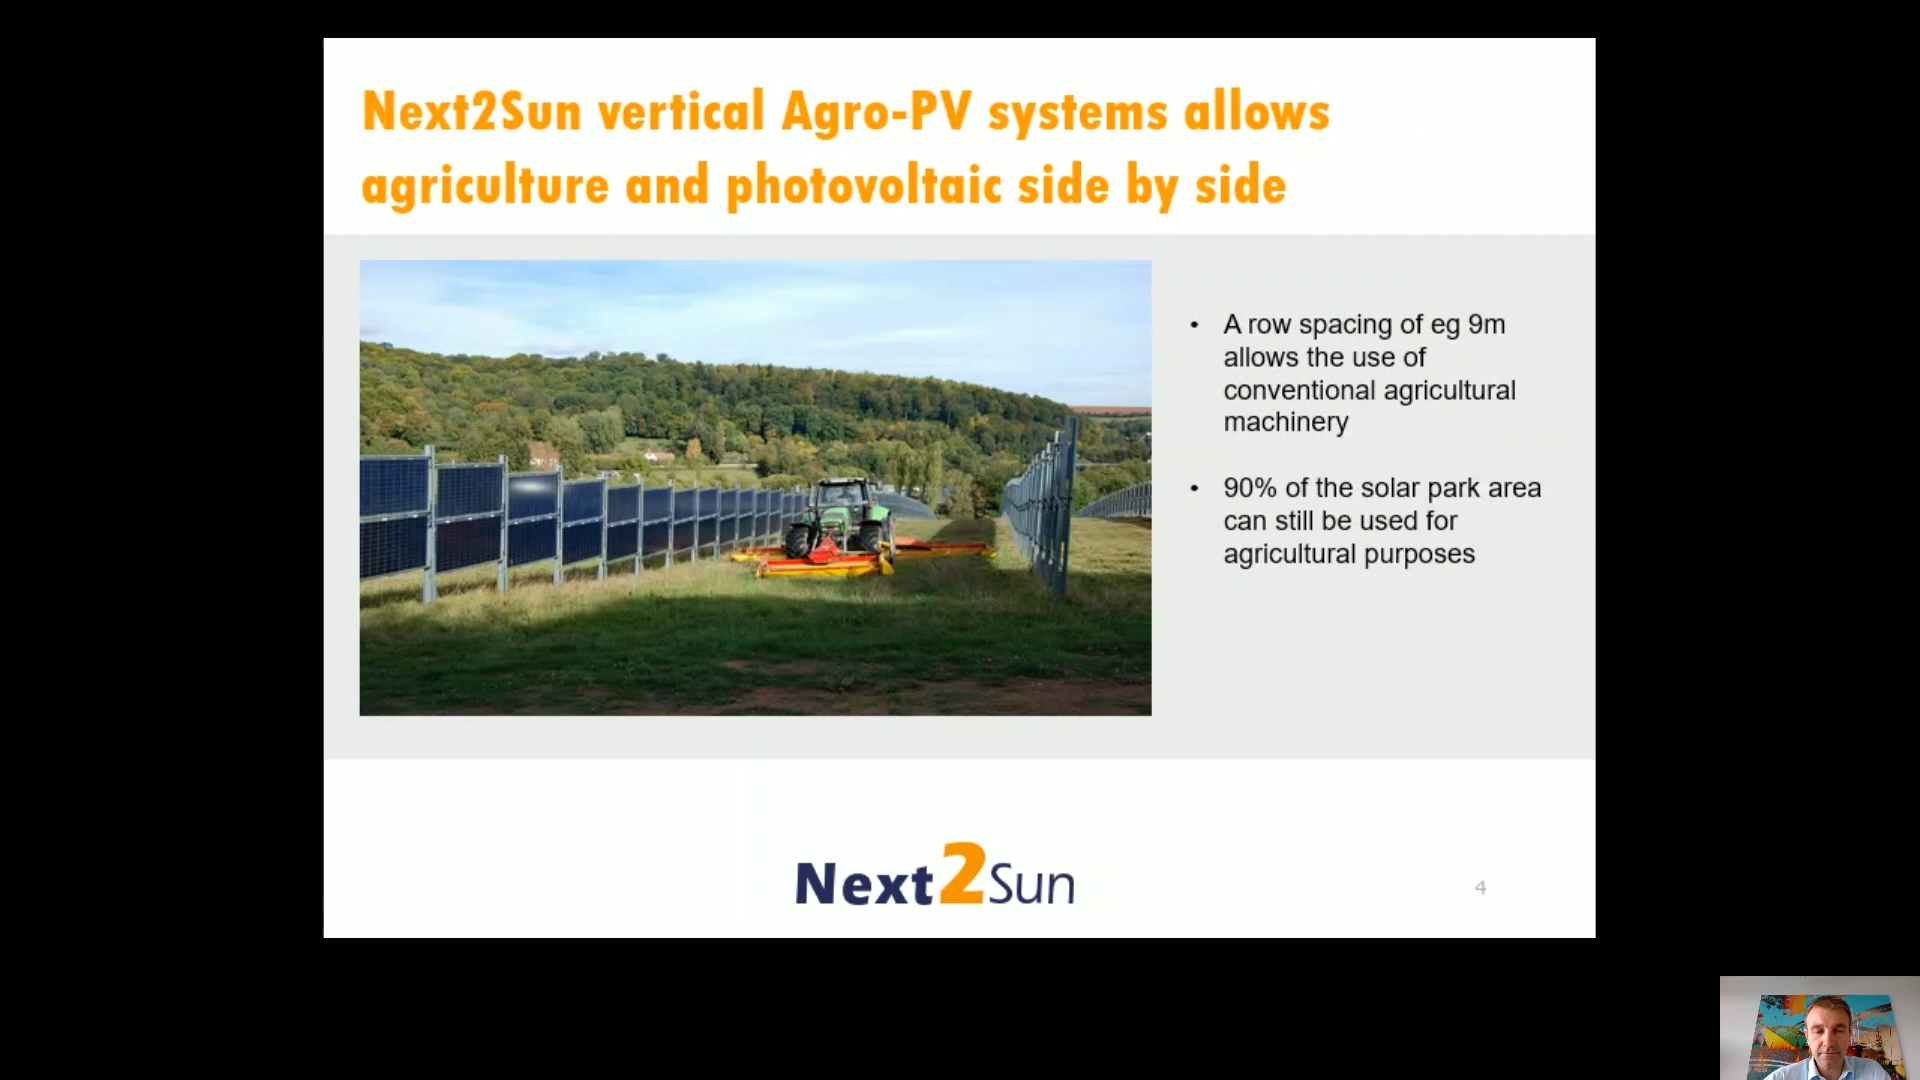 Next2Sun vertical Agro-PV systems allows
agriculture and photovoltaic side by side
• A row spacing of eg 9m
allows the use of
conventional agricultural
machinery
• 90% of the solar park area
can still be used for
agricultural purposes
Next2Sun
4